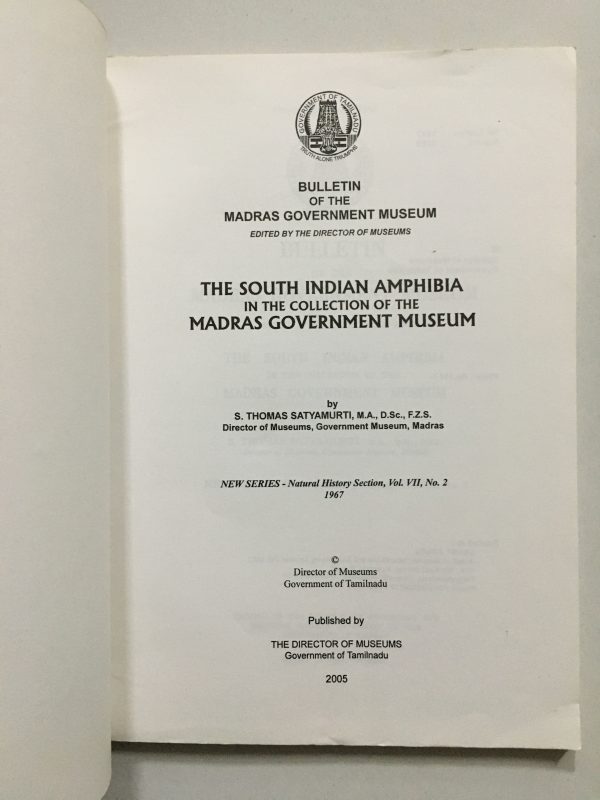 GOVERNMENT OF TAMILNADU
TRUTH ALONE TRIUMPHS
BULLETIN
OF THE
MADRAS GOVERNMENT MUSEUM
EDITED BY THE DIRECTOR OF MUSEUMS
THE SOUTH INDIAN AMPHIBIA
IN THE COLLECTION OF THE
MADRAS GOVERNMENT MUSEUM
by
S. THOMAS SATYAMURTI, M.A., D.Sc., F.Z.S.
Director of Museums, Government Museum, Madras
NEW SERIES - Natural History Section, Vol. VII, No. 2
1967
©
Director of Museums
Government of Tamilnadu
Published by
THE DIRECTOR OF MUSEUMS
Government of Tamilnadu
2005